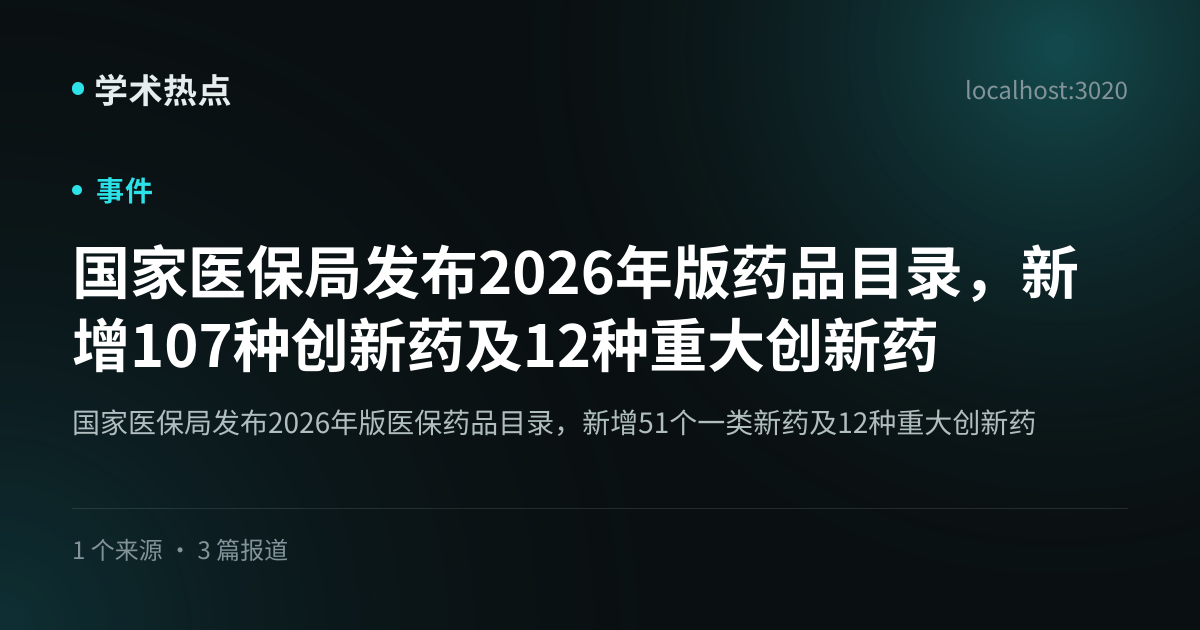 学术热点
localhost:3020
事件
国家医保局发布2026年版药品目录，新
增107种创新药及12种重大创新药
国家医保局发布2026年版医保药品目录，新增51个一类新药及12种重大创新药
1 个来源 · 3 篇报道